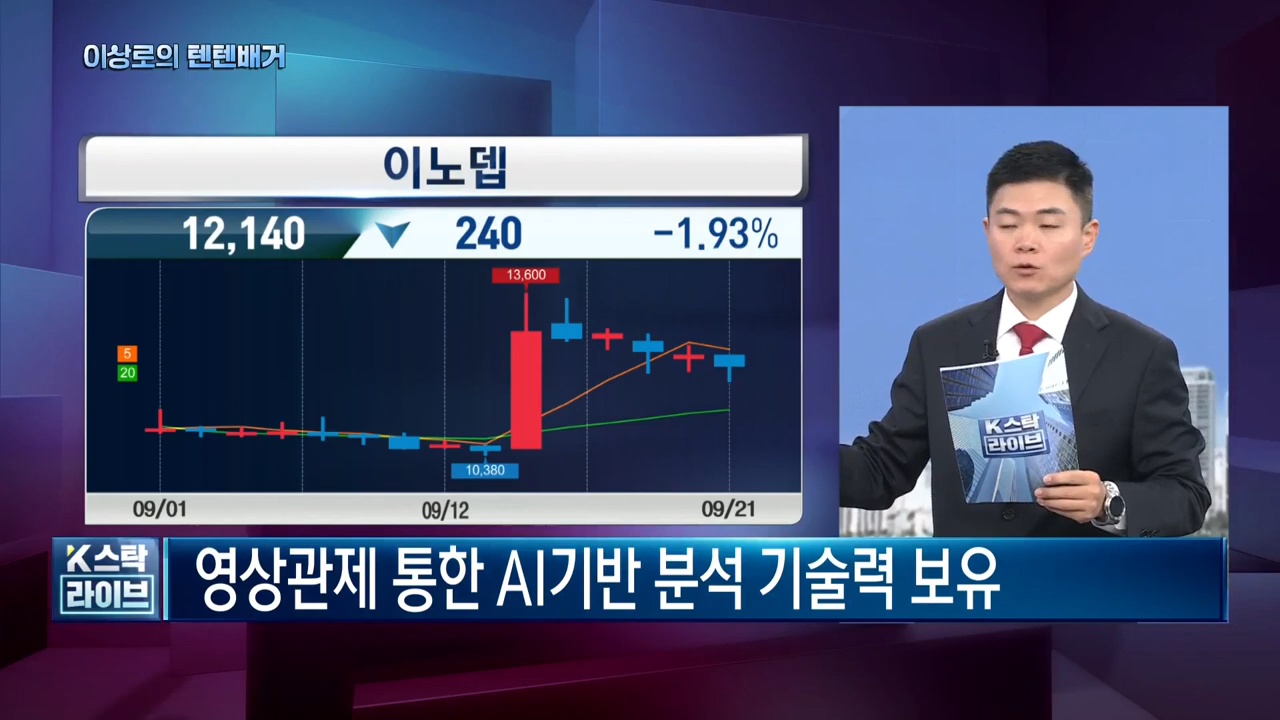 이상로의 텐텐배거
이노뎁
12,140 ▼ 240 -1.93%
13,600
5
20
10,380
09/01 09/12 09/21
K스탁
라이브
K스탁
라이브
영상관제 통한 AI기반 분석 기술력 보유